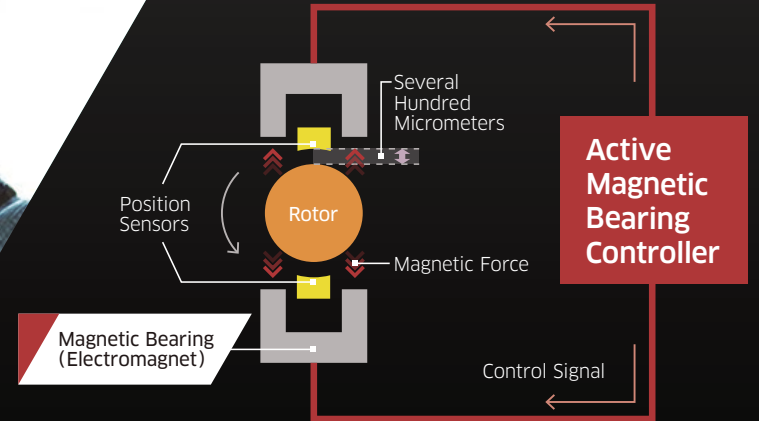 Several
Hundred
Micrometers
Active
Magnetic
Bearing
Controller
Position
Sensors
Rotor
Magnetic Force
Magnetic Bearing
(Electromagnet)
Control Signal